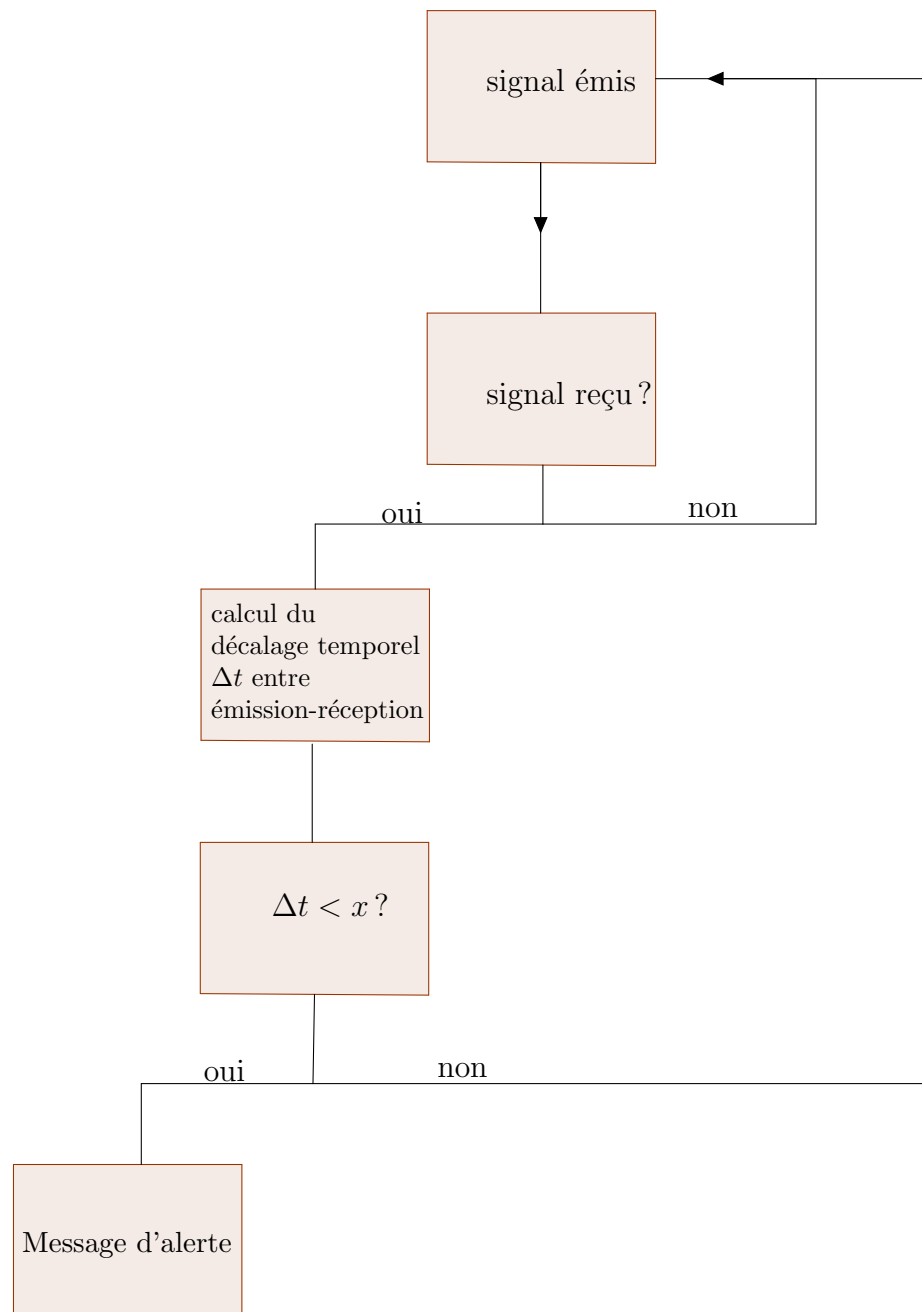 signal émis
signal reçu ?
oui
non
calcul du
décalage temporel
Δt entre
émission-réception
Δt < x ?
oui
non
Message d'alerte